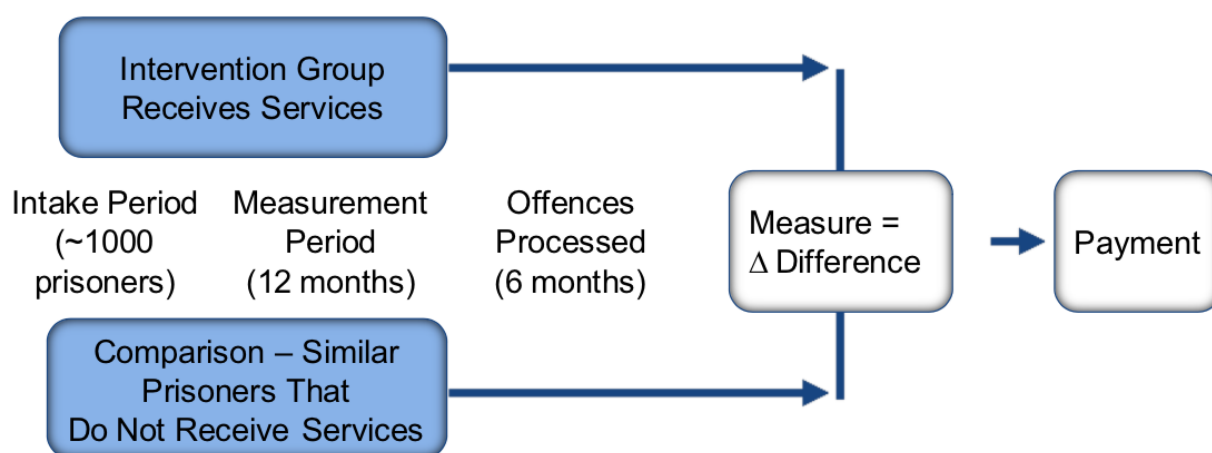 Intervention Group
Receives Services
Intake Period
(~1000
prisoners)
Measurement
Period
(12 months)
Offences
Processed
(6 months)
Measure =
Δ Difference
Payment
Comparison – Similar
Prisoners That
Do Not Receive Services